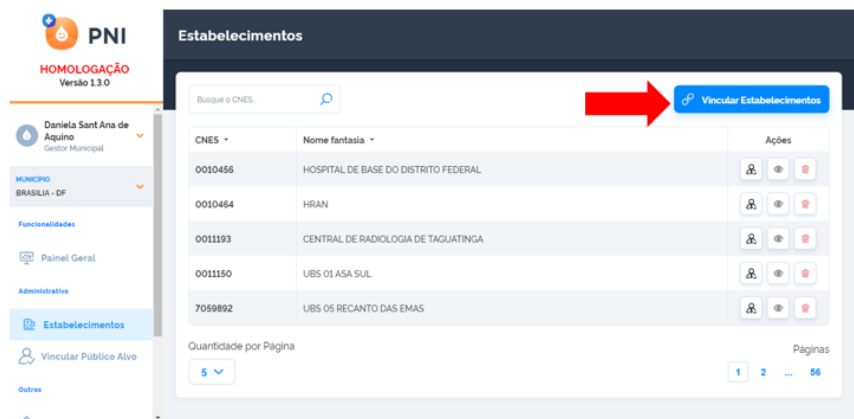 PNI
HOMOLOGAÇÃO
Versão 1.3.0
Daniela Sant Ana de
Aquino
Gestor Municipal
MUNICÍPIO
BRASILIA - DF
Funcionalidades
Painel Geral
Administrativo
Estabelecimentos
Vincular Público Alvo
Outros
Estabelecimentos
Busque o CNES..
Vincular Estabelecimentos
CNES Nome fantasia Ações
0010456 HOSPITAL DE BASE DO DISTRITO FEDERAL
0010464 HRAN
0011193 CENTRAL DE RADIOLOGIA DE TAGUATINGA
0011150 UBS 01 ASA SUL
7059892 UBS 05 RECANTO DAS EMAS
Quantidade por Página
5
Páginas
1 2 ... 56